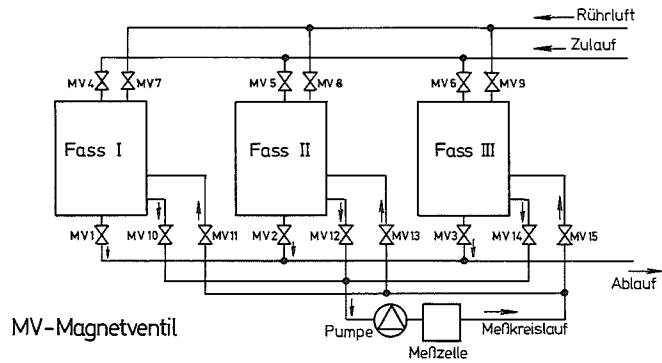 Rührluft
Zulauf
MV4 MV7 MV5 MV8 MV6 MV9
Fass I Fass II Fass III
MV1 MV10 MV11 MV2 MV12 MV13 MV3 MV14 MV15
Ablauf
MV-Magnetventil
Pumpe
Meßzelle
Meßkreislauf